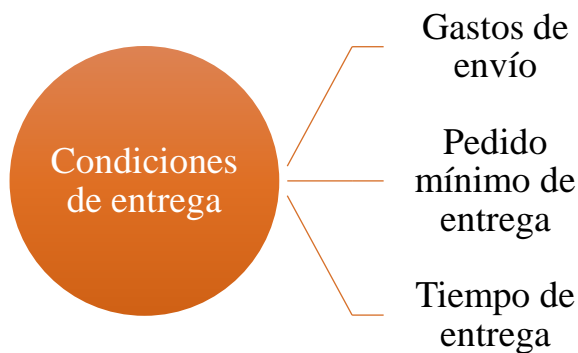 Condiciones
de entrega
Gastos de
envío
Pedido
mínimo de
entrega
Tiempo de
entrega